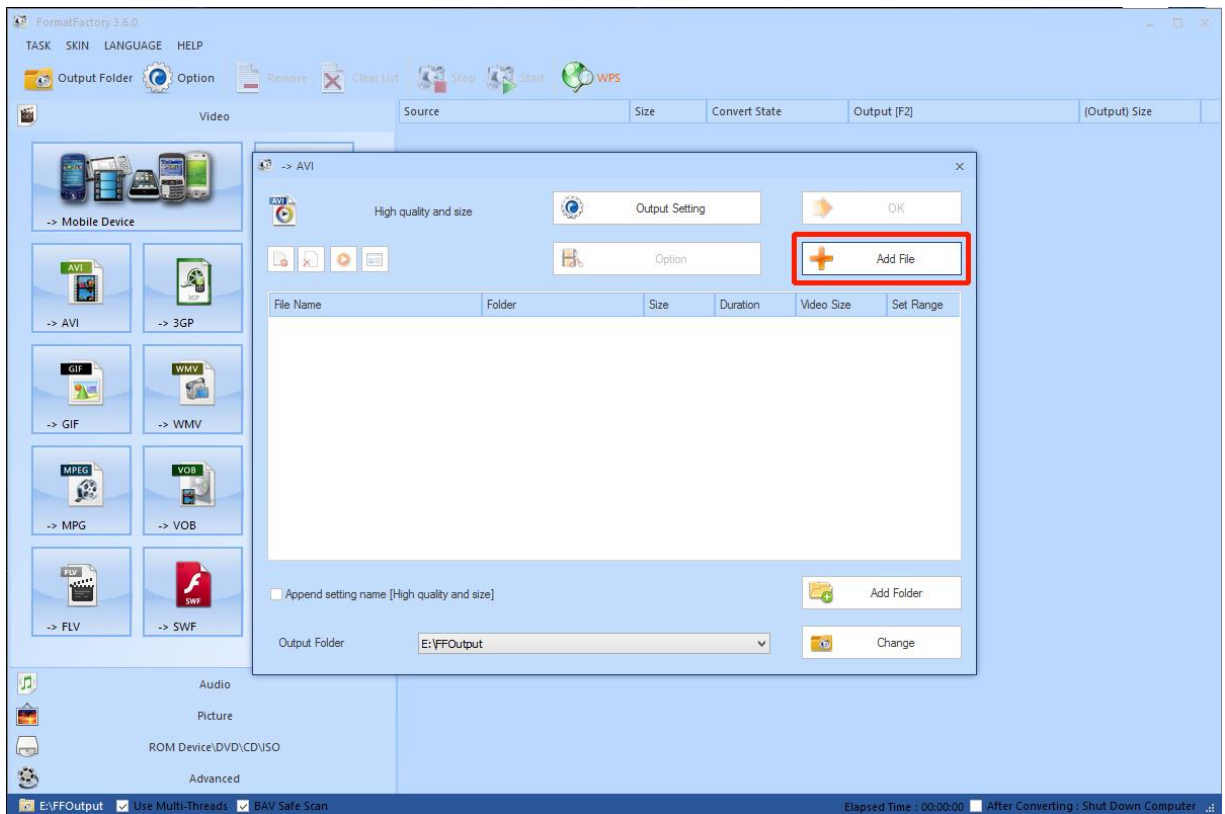 FormatFactory 3.6.0
TASK SKIN LANGUAGE HELP
Output Folder Option Remove Clear List Stop Start WPS
Video
Source Size Convert State Output [F2] (Output) Size
-> Mobile Device
AVI
-> AVI
3GP
-> 3GP
GIF
-> GIF
WMV
-> WMV
MPEG
-> MPG
VOB
-> VOB
FLV
-> FLV
SWF
-> SWF
-> AVI
AVI
High quality and size
Output Setting
OK
Option
Add File
File Name Folder Size Duration Video Size Set Range
Append setting name [High quality and size]
Add Folder
Output Folder
E:\FFOutput
Change
Audio
Picture
ROM Device\DVD\CD\ISO
Advanced
E:\FFOutput Use Multi-Threads BAV Safe Scan Elapsed Time : 00:00:00 After Converting : Shut Down Computer